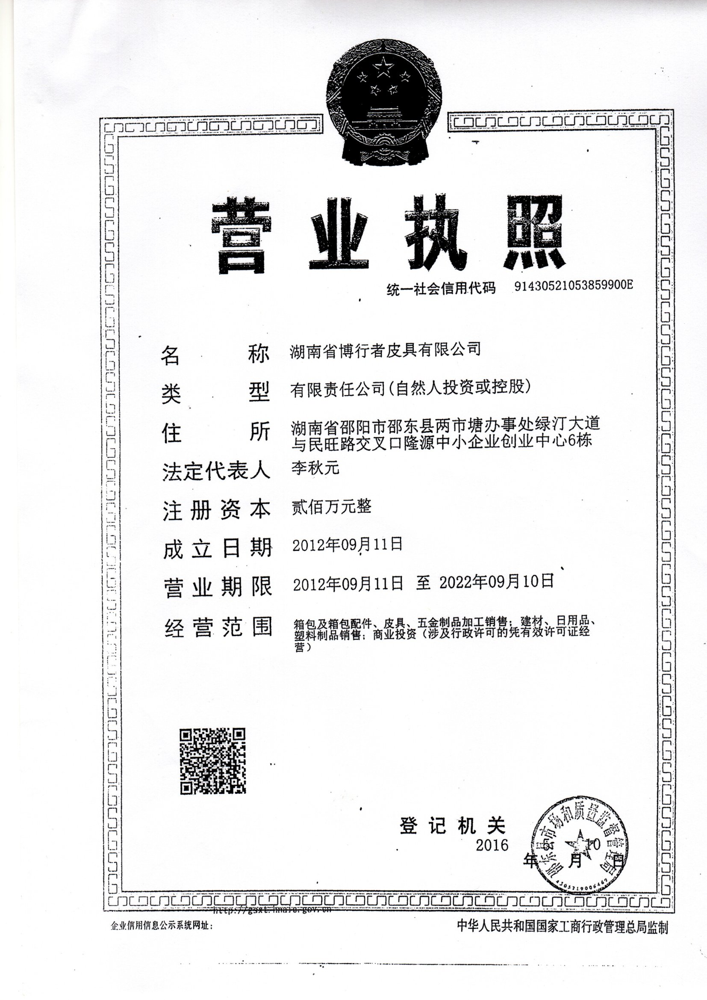 营业执照
统一社会信用代码 91430521053859900E
名称 湖南省博行者皮具有限公司
类型 有限责任公司(自然人投资或控股)
住所 湖南省邵阳市邵东县两市塘办事处绿汀大道
与民旺路交叉口隆源中小企业创业中心6栋
法定代表人 李秋元
注册资本 贰佰万元整
成立日期 2012年09月11日
营业期限 2012年09月11日 至 2022年09月10日
经营范围 箱包及箱包配件、皮具、五金制品加工销售；建材、日用品、
塑料制品销售；商业投资（涉及行政许可的凭有效许可证经
营）
登记机关
邵东县市场和质量监督管理局
2016 10
年 月 日
http://gsxt.hnaic.gov.cn
企业信用信息公示系统网址：
中华人民共和国国家工商行政管理总局监制